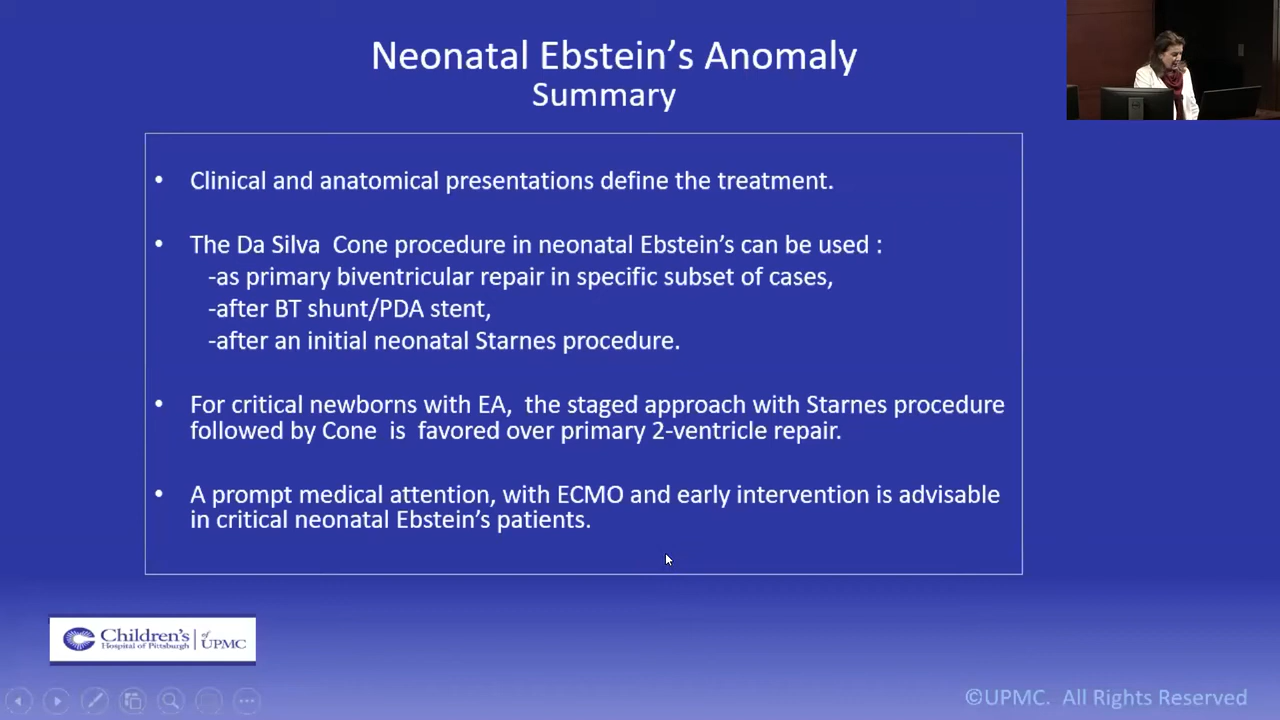 Neonatal Ebstein’s Anomaly
Summary
• Clinical and anatomical presentations define the treatment.
• The Da Silva Cone procedure in neonatal Ebstein’s can be used :
-as primary biventricular repair in specific subset of cases,
-after BT shunt/PDA stent,
-after an initial neonatal Starnes procedure.
• For critical newborns with EA, the staged approach with Starnes procedure
followed by Cone is favored over primary 2-ventricle repair.
• A prompt medical attention, with ECMO and early intervention is advisable
in critical neonatal Ebstein’s patients.
Children's
Hospital of Pittsburgh
of
UPMC
©UPMC. All Rights Reserved